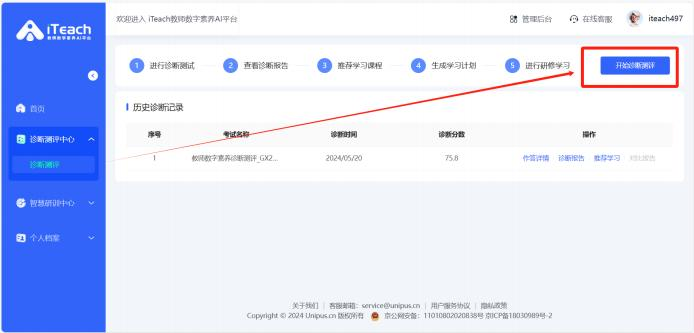 iTeach
教师数字素养AI平台
欢迎进入 iTeach教师数字素养AI平台
管理后台
在线客服
iteach497
首页
诊断测评中心
诊断测评
智慧研训中心
个人档案
1 进行诊断测试
2 查看诊断报告
3 推荐学习课程
4 生成学习计划
5 进行研修学习
开始诊断测评
历史诊断记录
序号 考试名称 诊断时间 诊断分数 操作
1 教师数字素养诊断测评_GX2... 2024/05/20 75.8 作答详情 诊断报告 推荐学习 对比报告
关于我们 | 客服邮箱: service@unipus.cn | 用户服务协议 | 隐私政策
Copyright © 2024 Unipus.cn 版权所有 京公网安备: 11010802020838号 京ICP备18030989号-2